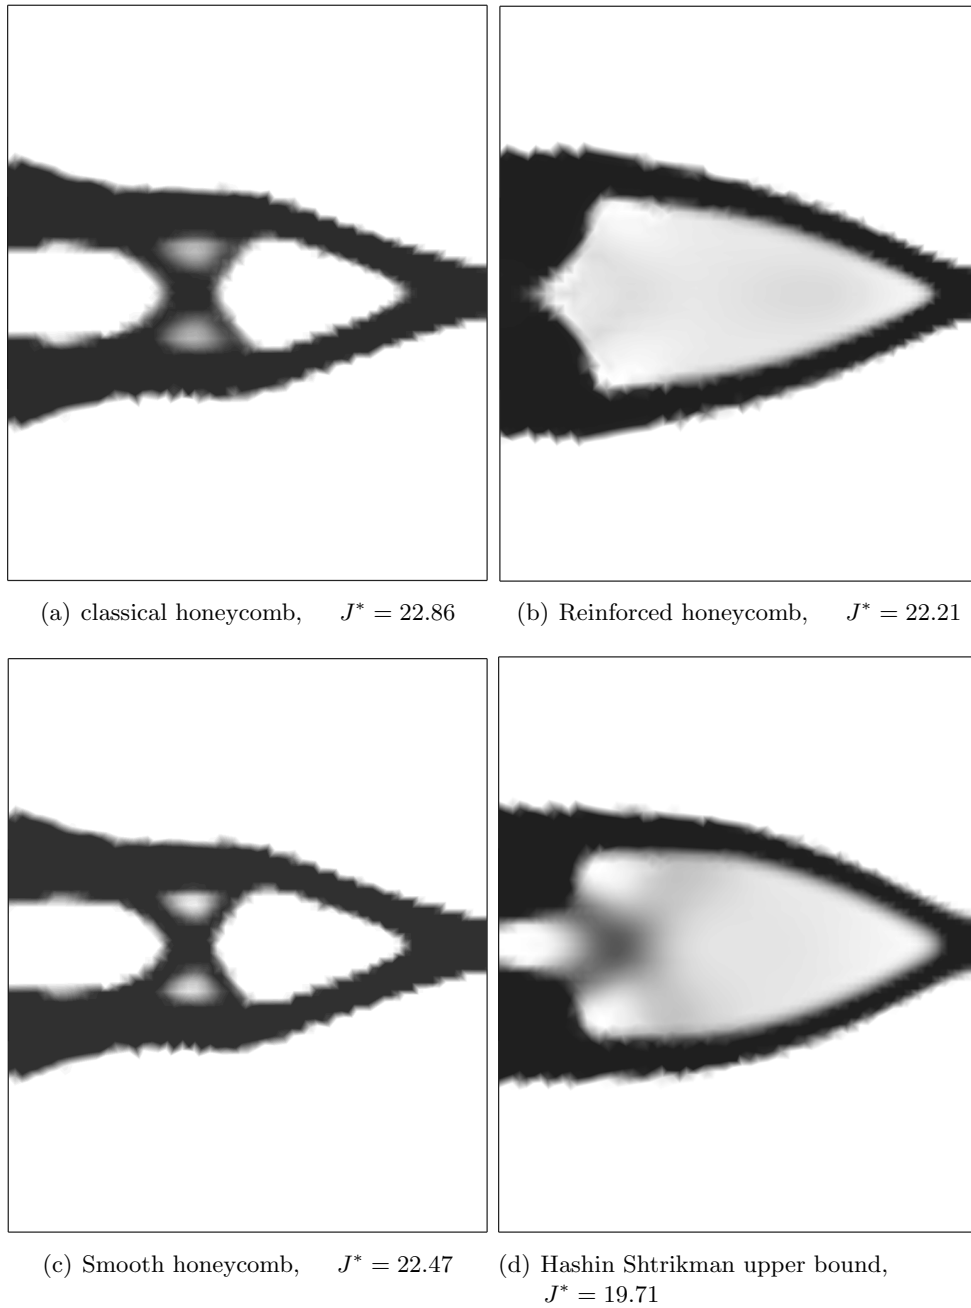 (a) classical honeycomb, J* = 22.86
(b) Reinforced honeycomb, J* = 22.21
(c) Smooth honeycomb, J* = 22.47
(d) Hashin Shtrikman upper bound,
J* = 19.71